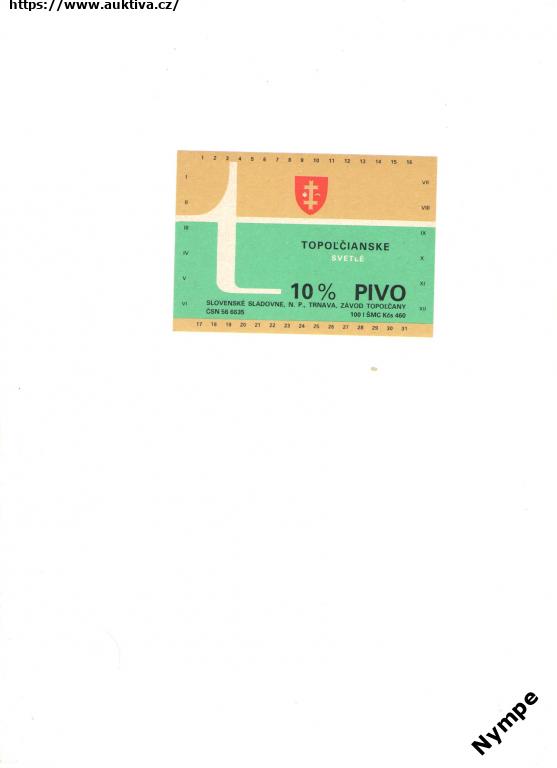 https://www.auktiva.cz/
1 2 3 4 5 6 7 8 9 10 11 12 13 14 15 16
I
VII
II
VIII
III
IX
t
TOPOĽČIANSKE
SVETLÉ
IV
X
V
XI
10% PIVO
VI
SLOVENSKÉ SLADOVNE, N. P., TRNAVA, ZÁVOD TOPOĽČANY
XII
ČSN 56 6635
100 l ŠMC Kčs 460
17 18 19 20 21 22 23 24 25 26 27 28 29 30 31
Nympe